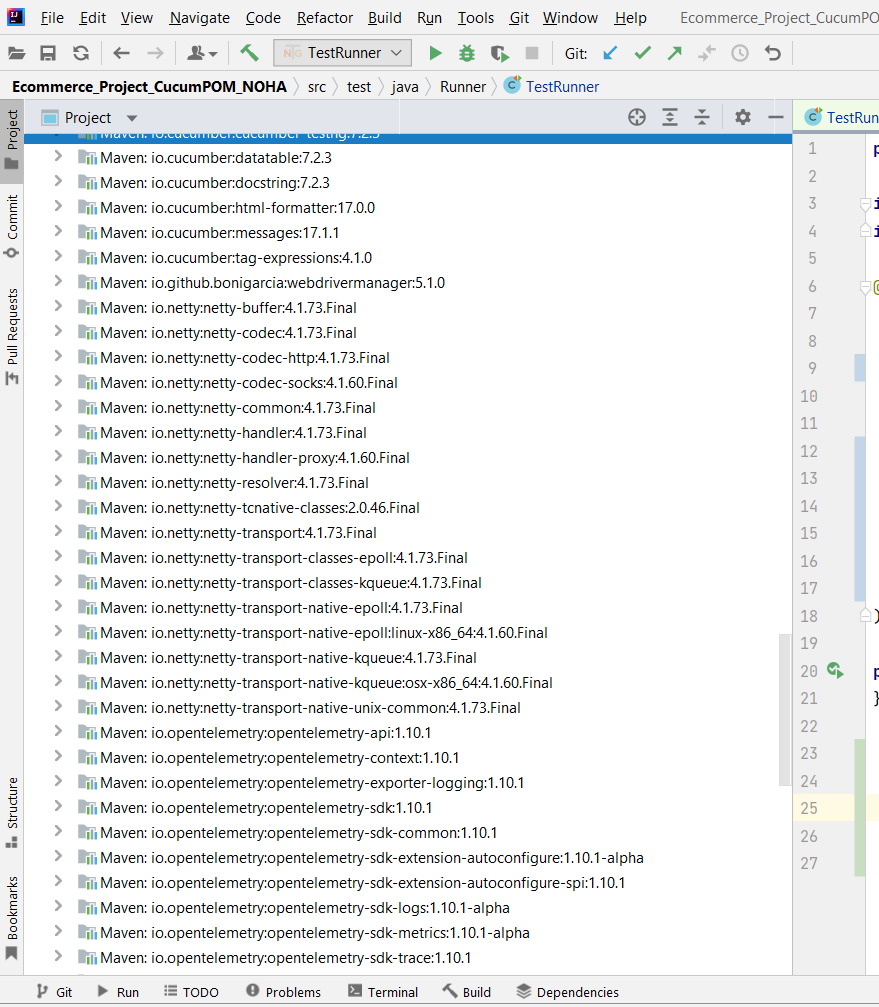 File Edit View Navigate Code Refactor Build Run Tools Git Window Help Ecommerce_Project_CucumPO
TestRunner Git:
Ecommerce_Project_CucumPOM_NOHA src test java Runner TestRunner
Project
TestRun
Maven: io.cucumber:cucumber-testng:7.2.3
Maven: io.cucumber:datatable:7.2.3
Maven: io.cucumber:docstring:7.2.3
Maven: io.cucumber:html-formatter:17.0.0
Maven: io.cucumber:messages:17.1.1
Maven: io.cucumber:tag-expressions:4.1.0
Maven: io.github.bonigarcia:webdrivermanager:5.1.0
Maven: io.netty:netty-buffer:4.1.73.Final
Maven: io.netty:netty-codec:4.1.73.Final
Maven: io.netty:netty-codec-http:4.1.73.Final
Maven: io.netty:netty-codec-socks:4.1.60.Final
Maven: io.netty:netty-common:4.1.73.Final
Maven: io.netty:netty-handler:4.1.73.Final
Maven: io.netty:netty-handler-proxy:4.1.60.Final
Maven: io.netty:netty-resolver:4.1.73.Final
Maven: io.netty:netty-tcnative-classes:2.0.46.Final
Maven: io.netty:netty-transport:4.1.73.Final
Maven: io.netty:netty-transport-classes-epoll:4.1.73.Final
Maven: io.netty:netty-transport-classes-kqueue:4.1.73.Final
Maven: io.netty:netty-transport-native-epoll:4.1.73.Final
Maven: io.netty:netty-transport-native-epoll:linux-x86_64:4.1.60.Final
Maven: io.netty:netty-transport-native-kqueue:4.1.73.Final
Maven: io.netty:netty-transport-native-kqueue:osx-x86_64:4.1.60.Final
Maven: io.netty:netty-transport-native-unix-common:4.1.73.Final
Maven: io.opentelemetry:opentelemetry-api:1.10.1
Maven: io.opentelemetry:opentelemetry-context:1.10.1
Maven: io.opentelemetry:opentelemetry-exporter-logging:1.10.1
Maven: io.opentelemetry:opentelemetry-sdk:1.10.1
Maven: io.opentelemetry:opentelemetry-sdk-common:1.10.1
Maven: io.opentelemetry:opentelemetry-sdk-extension-autoconfigure:1.10.1-alpha
Maven: io.opentelemetry:opentelemetry-sdk-extension-autoconfigure-spi:1.10.1
Maven: io.opentelemetry:opentelemetry-sdk-logs:1.10.1-alpha
Maven: io.opentelemetry:opentelemetry-sdk-metrics:1.10.1-alpha
Maven: io.opentelemetry:opentelemetry-sdk-trace:1.10.1
1 p
2
3 i
4 i
5
6 @
7
8
9
10
11
12
13
14
15
16
17
18 )
19
20 p
21 }
22
23
24
25
26
27
Project
Commit
Pull Requests
Structure
Bookmarks
Git Run TODO Problems Terminal Build Dependencies